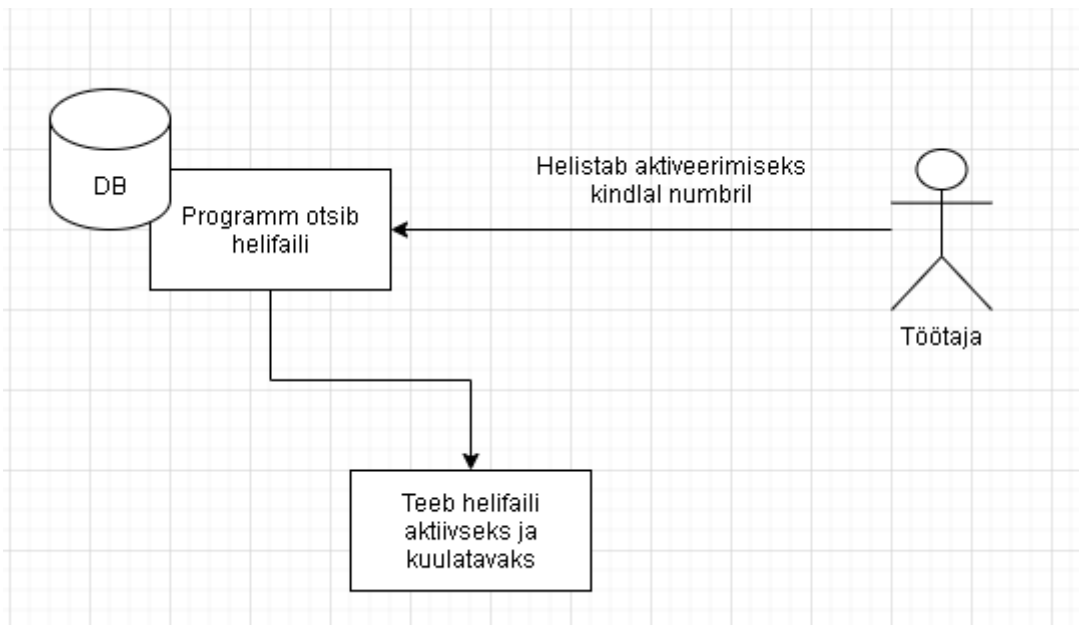 DB
Programm otsib
helifaili
Helistab aktiveerimiseks
kindlal numbril
Töötaja
Teeb helifaili
aktiivseks ja
kuulatavaks